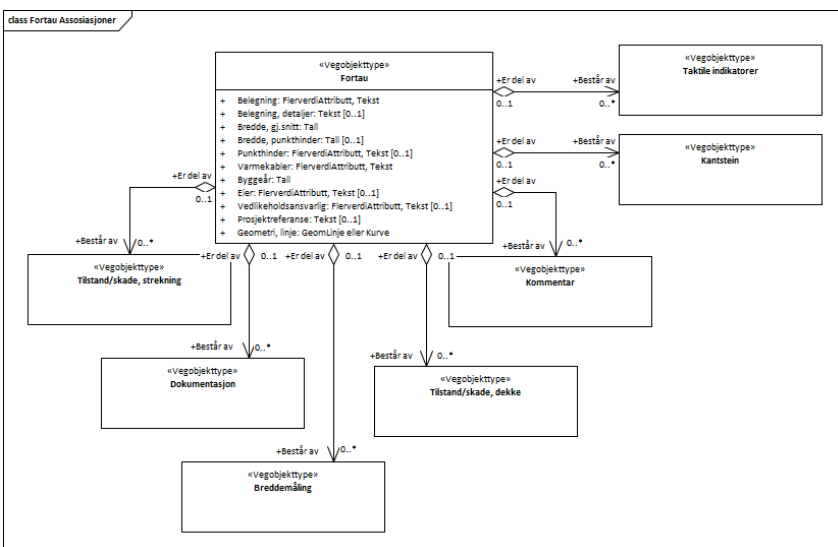 class Fortau Assosiasjoner
«Vegobjekttype»
Fortau
+ Belegning: FlerverdiAttributt, Tekst
+ Belegning, detaljer: Tekst [0..1]
+ Bredde, gj.snitt: Tall
+ Bredde, punkthinder: Tall [0..1]
+ Punkthinder: FlerverdiAttributt, Tekst [0..1]
+ Varmekabler: FlerverdiAttributt, Tekst
+ Byggeår: Tall
+ Eier: FlerverdiAttributt, Tekst [0..1]
+ Vedlikeholdsansvarlig: FlerverdiAttributt, Tekst [0..1]
+ Prosjektreferanse: Tekst [0..1]
+ Geometri, linje: GeomLinje eller Kurve
+Er del av
0..1
+Består av
0..*
«Vegobjekttype»
Taktile indikatorer
+Er del av
0..1
+Består av
0..*
«Vegobjekttype»
Kantstein
+Er del av
0..1
+Består av
0..*
«Vegobjekttype»
Kommentar
+Er del av
0..1
+Består av
0..*
«Vegobjekttype»
Tilstand/skade, strekning
+Er del av
0..1
+Består av
0..*
«Vegobjekttype»
Dokumentasjon
+Er del av
0..1
+Består av
0..*
«Vegobjekttype»
Breddemåling
+Er del av
0..1
+Består av
0..*
«Vegobjekttype»
Tilstand/skade, dekke